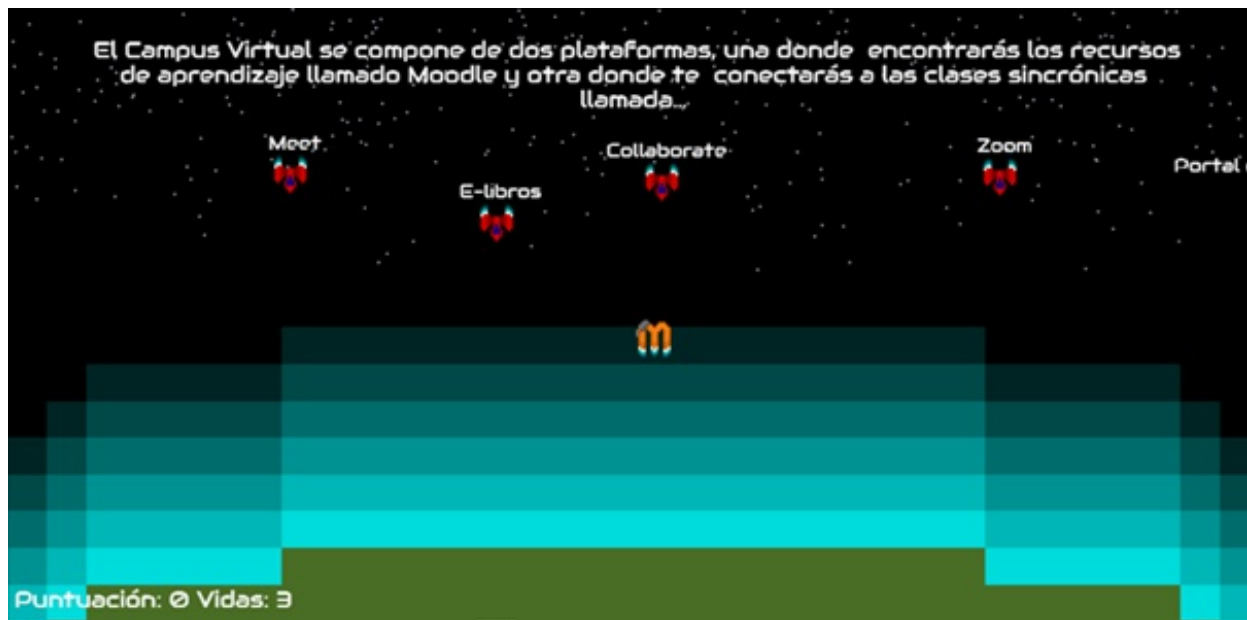 El Campus Virtual se compone de dos plataformas, una donde encontrarás los recursos
de aprendizaje llamado Moodle y otra donde te conectarás a las clases sincrónicas
llamada...
Meet
Collaborate
Zoom
Portal
E-libros
Puntuación: 0 Vidas: 3